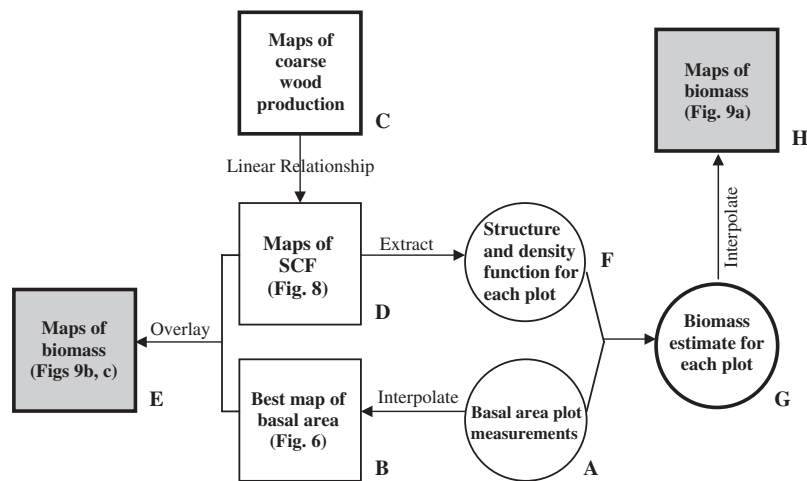 Maps of
coarse
wood
production
C
Maps of
biomass
(Fig. 9a)
H
Linear Relationship
Maps of
SCF
(Fig. 8)
D
Extract
Structure
and density
function for
each plot
F
Interpolate
Maps of
biomass
(Figs 9b, c)
E
Overlay
Biomass
estimate for
each plot
G
Best map of
basal area
(Fig. 6)
B
Interpolate
Basal area plot
measurements
A